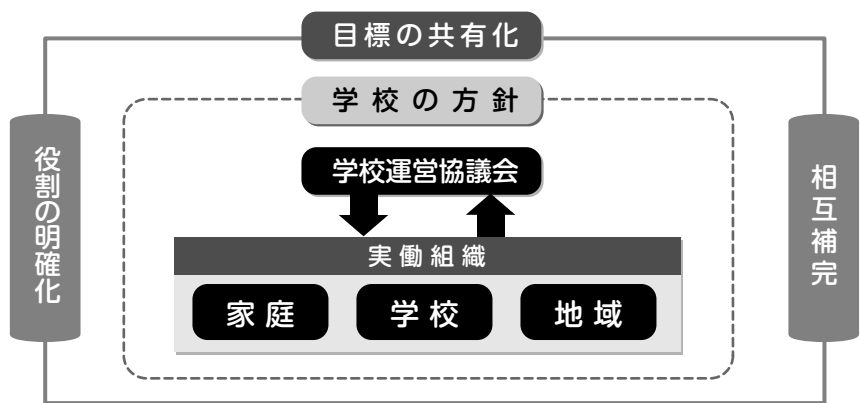 目標の共有化
学校の方針
学校運営協議会
役割の明確化
相互補完
実働組織
家庭
学校
地域